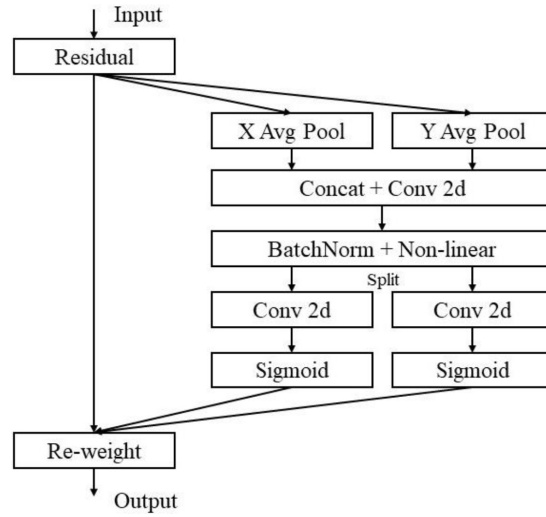 Input
Residual
X Avg Pool Y Avg Pool
Concat + Conv 2d
BatchNorm + Non-linear
Split
Conv 2d Conv 2d
Sigmoid Sigmoid
Re-weight
Output